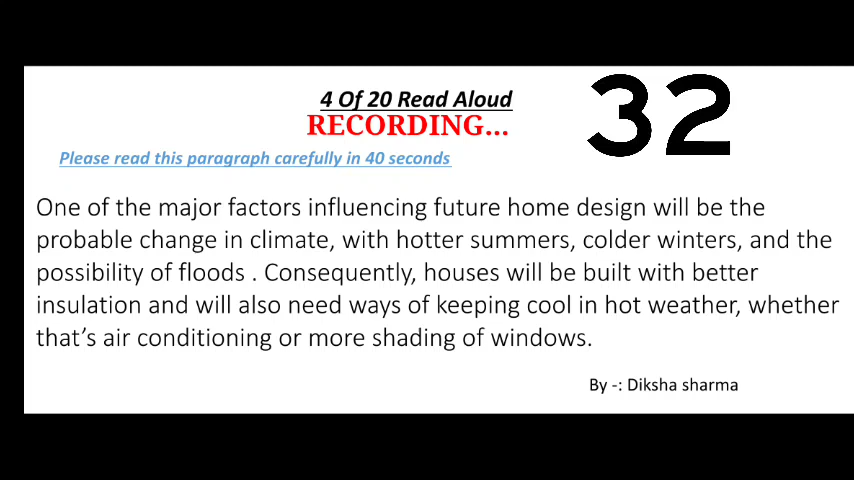 4 Of 20 Read Aloud
32
RECORDING...
Please read this paragraph carefully in 40 seconds
One of the major factors influencing future home design will be the
probable change in climate, with hotter summers, colder winters, and the
possibility of floods . Consequently, houses will be built with better
insulation and will also need ways of keeping cool in hot weather, whether
that’s air conditioning or more shading of windows.
By -: Diksha sharma